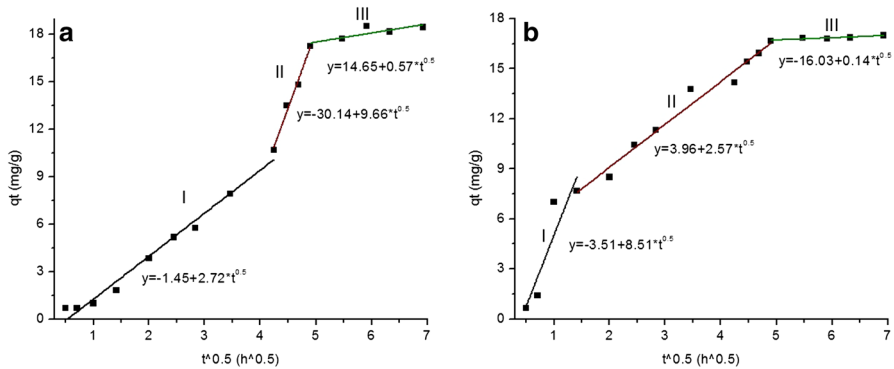 a
18
15
12
9
6
3
0
1
2
3
4
5
6
7
qt (mg/g)
t^0.5 (h^0.5)
I
II
III
y=-1.45+2.72*t^0.5
y=-30.14+9.66*t^0.5
y=14.65+0.57*t^0.5
b
18
15
12
9
6
3
0
1
2
3
4
5
6
7
qt (mg/g)
t^0.5 (h^0.5)
I
II
III
y=-3.51+8.51*t^0.5
y=3.96+2.57*t^0.5
y=-16.03+0.14*t^0.5